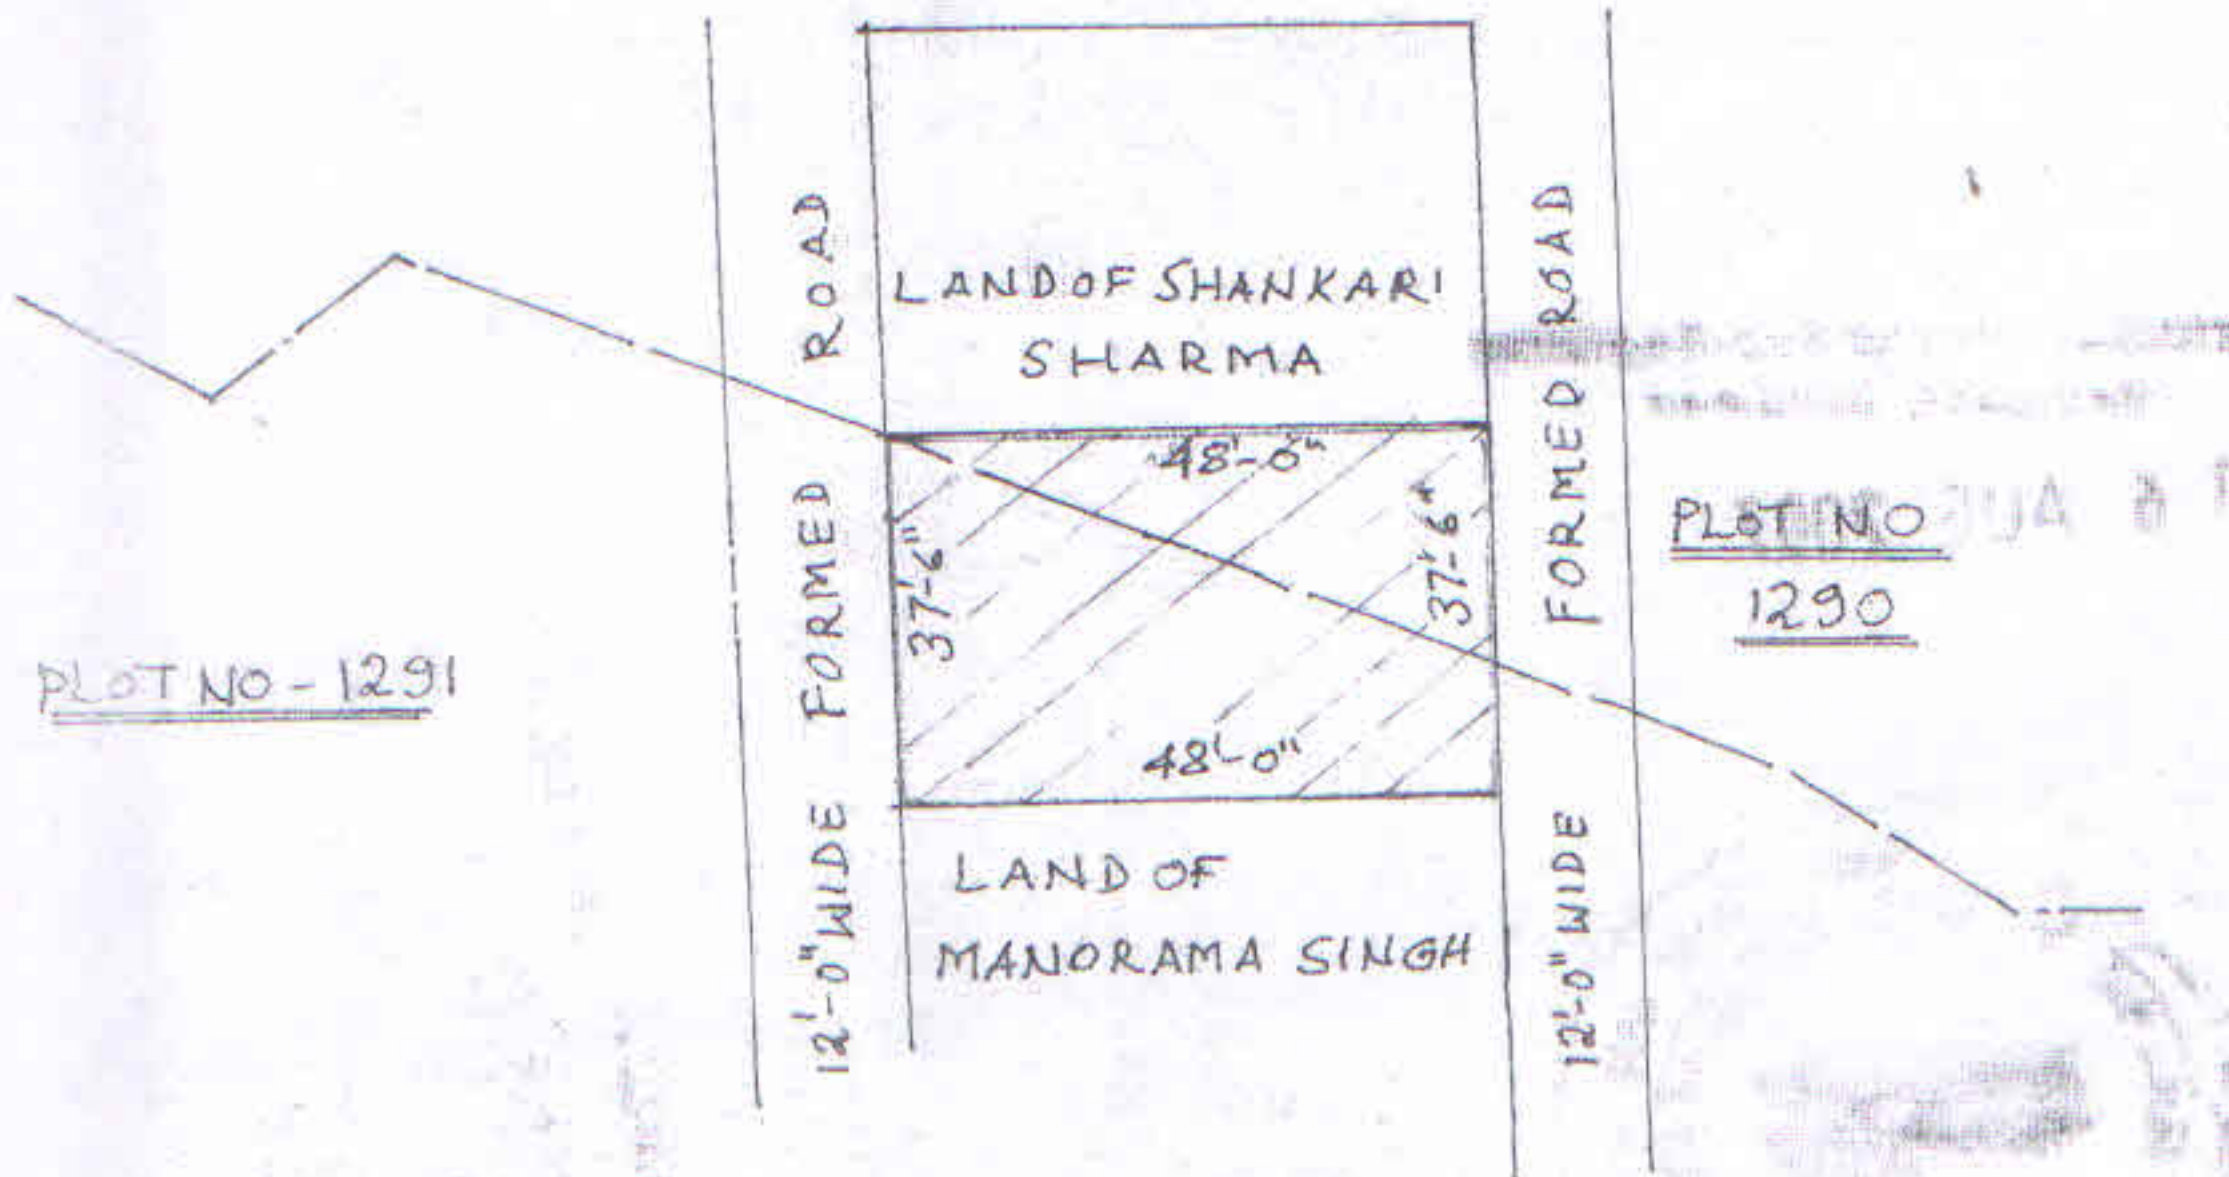 LAND OF SHANKARI
SHARMA
12'-0" WIDE FORMED ROAD
12'-0" WIDE FORMED ROAD
48'-0"
37'-6"
37'-6"
48'-0"
PLOT NO
1290
PLOT NO - 1291
LAND OF
MANORAMA SINGH